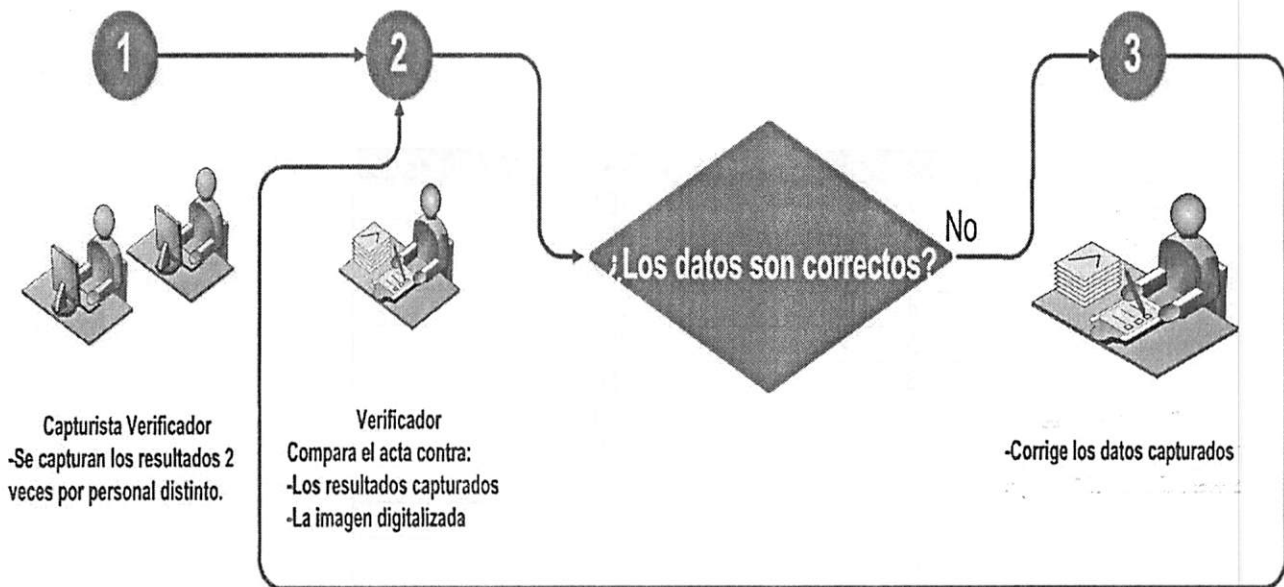 1
2
3
¿Los datos son correctos?
No
Capturista Verificador
-Se capturan los resultados 2
veces por personal distinto.
Verificador
Compara el acta contra:
-Los resultados capturados
-La imagen digitalizada
-Corrige los datos capturados